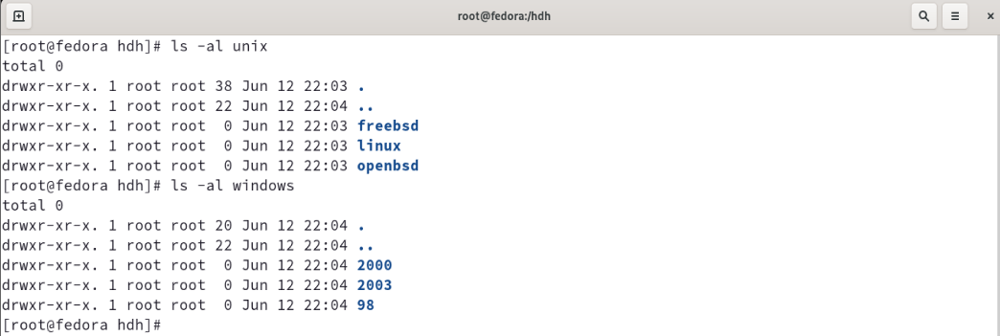 root@fedora:/hdh
[root@fedora hdh]# ls -al unix
total 0
drwxr-xr-x. 1 root root 38 Jun 12 22:03 .
drwxr-xr-x. 1 root root 22 Jun 12 22:04 ..
drwxr-xr-x. 1 root root  0 Jun 12 22:03 freebsd
drwxr-xr-x. 1 root root  0 Jun 12 22:03 linux
drwxr-xr-x. 1 root root  0 Jun 12 22:03 openbsd
[root@fedora hdh]# ls -al windows
total 0
drwxr-xr-x. 1 root root 20 Jun 12 22:04 .
drwxr-xr-x. 1 root root 22 Jun 12 22:04 ..
drwxr-xr-x. 1 root root  0 Jun 12 22:04 2000
drwxr-xr-x. 1 root root  0 Jun 12 22:04 2003
drwxr-xr-x. 1 root root  0 Jun 12 22:04 98
[root@fedora hdh]#